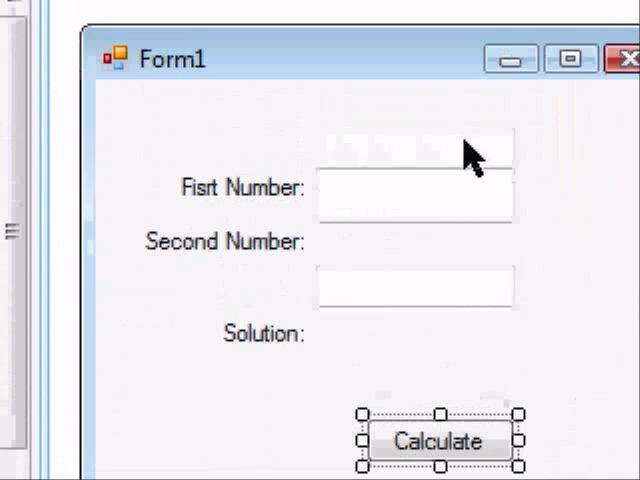 Form1
Fisrt Number:
Second Number:
Solution:
Calculate